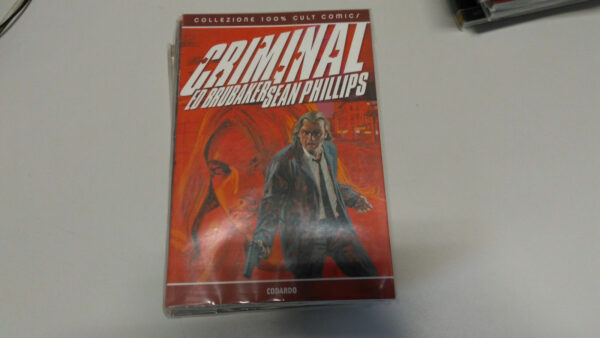 COLLEZIONE 100% CULT COMICS
CRIMINAL
ED BRUBAKER SEAN PHILLIPS
CODARDO